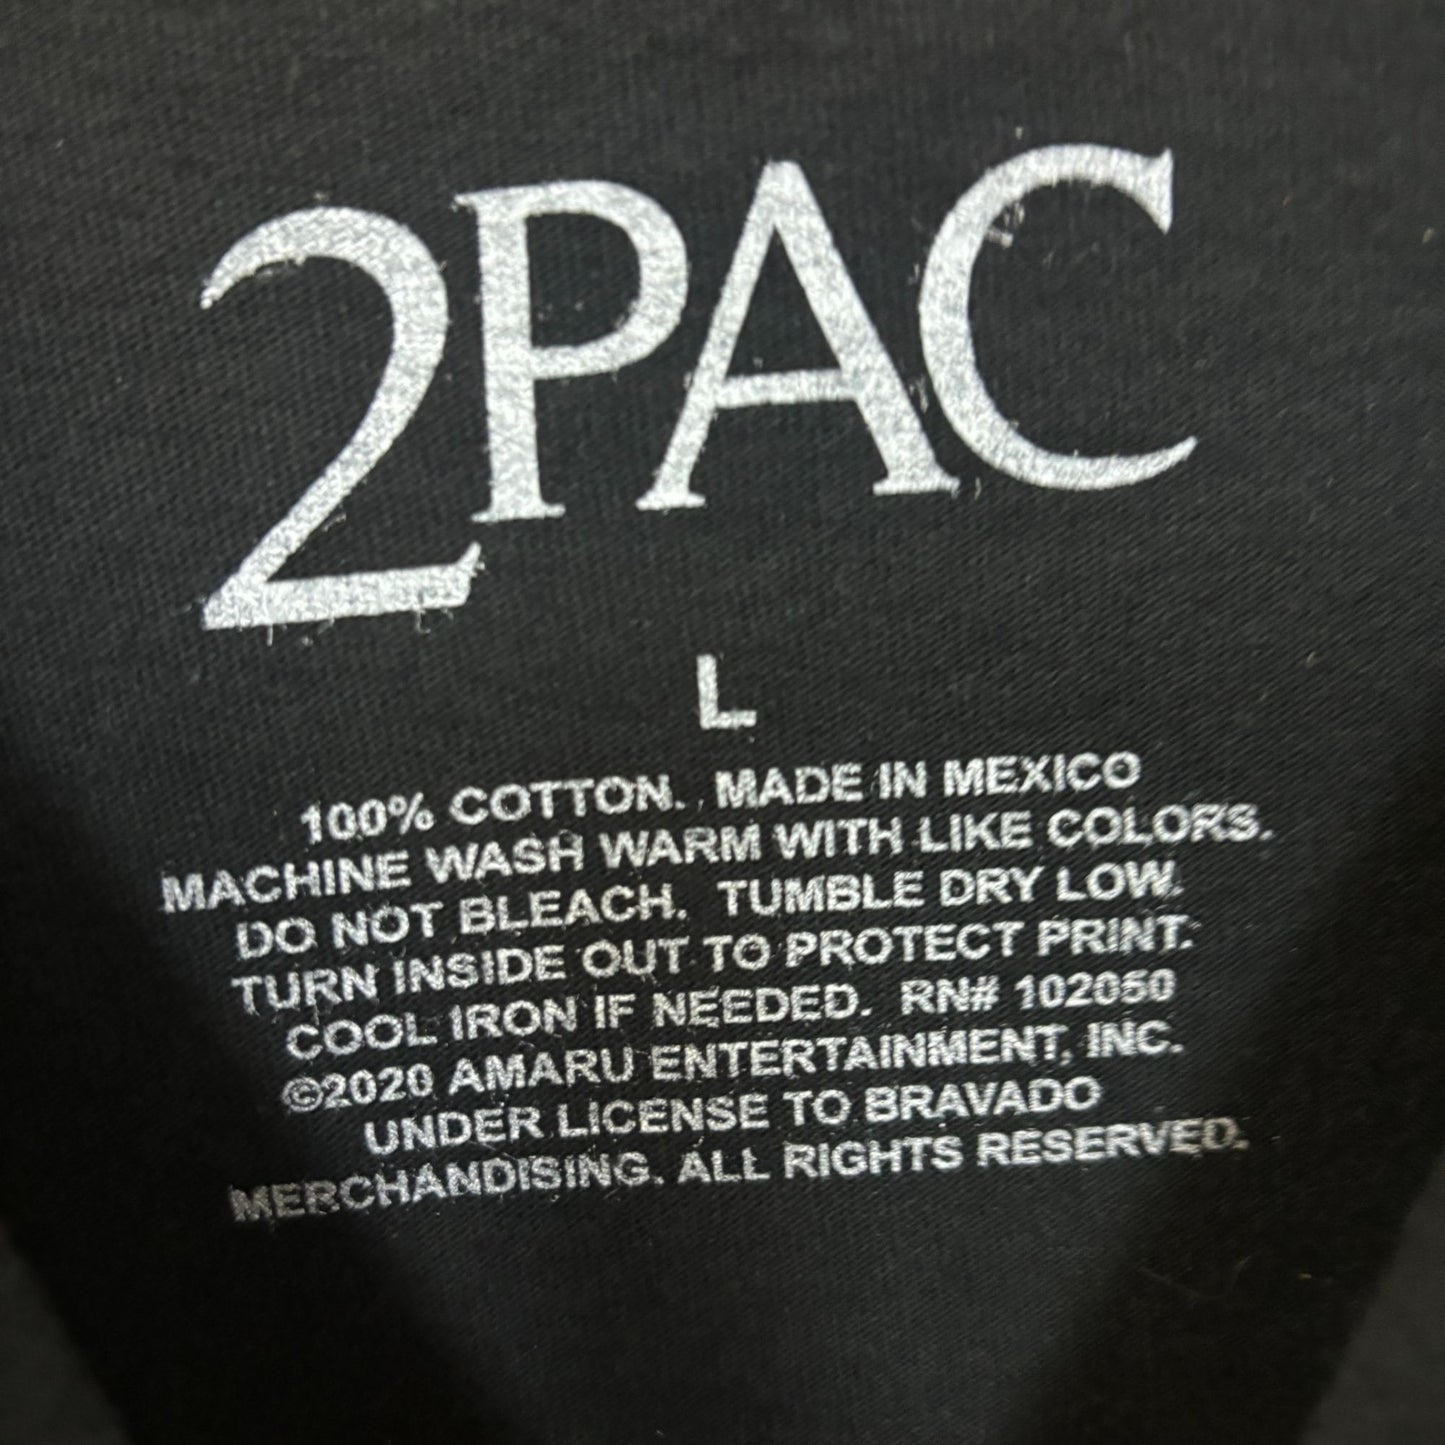 2PAC
L
100% COTTON. MADE IN MEXICO
MACHINE WASH WARM WITH LIKE COLORS.
DO NOT BLEACH. TUMBLE DRY LOW.
TURN INSIDE OUT TO PROTECT PRINT.
COOL IRON IF NEEDED. RN# 102050
©2020 AMARU ENTERTAINMENT, INC.
UNDER LICENSE TO BRAVADO
MERCHANDISING. ALL RIGHTS RESERVED.